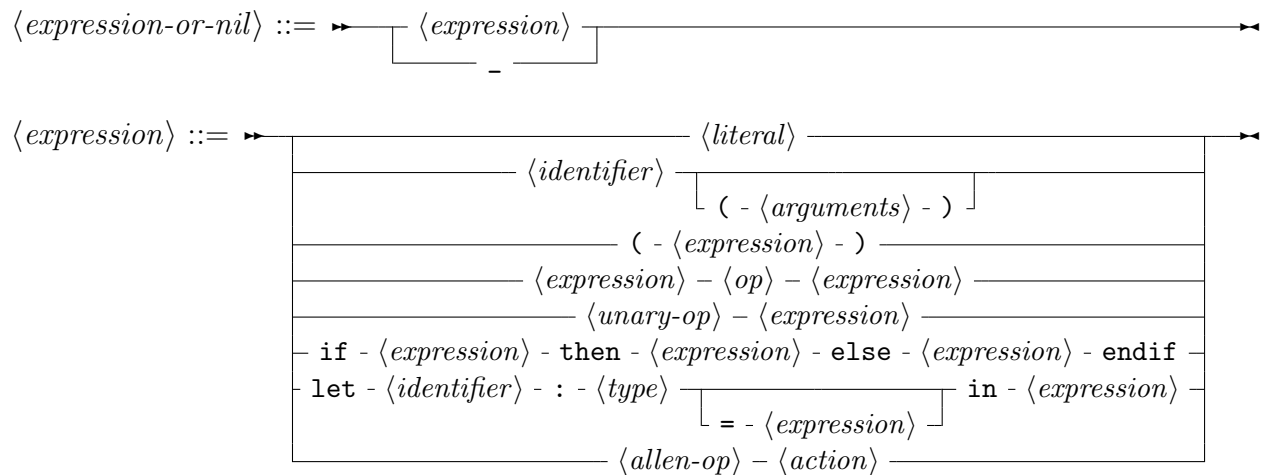 ⟨expression-or-nil⟩ ::= ⟨expression⟩
_
⟨expression⟩ ::= ⟨literal⟩
⟨identifier⟩
( ⟨arguments⟩ )
( ⟨expression⟩ )
⟨expression⟩ ⟨op⟩ ⟨expression⟩
⟨unary-op⟩ ⟨expression⟩
if ⟨expression⟩ then ⟨expression⟩ else ⟨expression⟩ endif
let ⟨identifier⟩ : ⟨type⟩ in ⟨expression⟩
= ⟨expression⟩
⟨allen-op⟩ ⟨action⟩